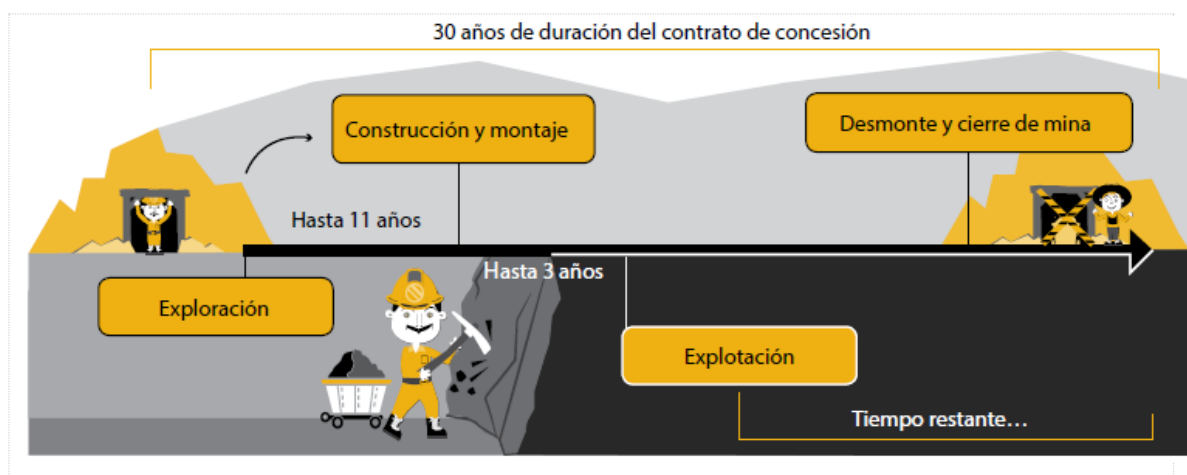 30 años de duración del contrato de concesión
Construcción y montaje
Desmonte y cierre de mina
Hasta 11 años
Hasta 3 años
Exploración
Explotación
Tiempo restante…